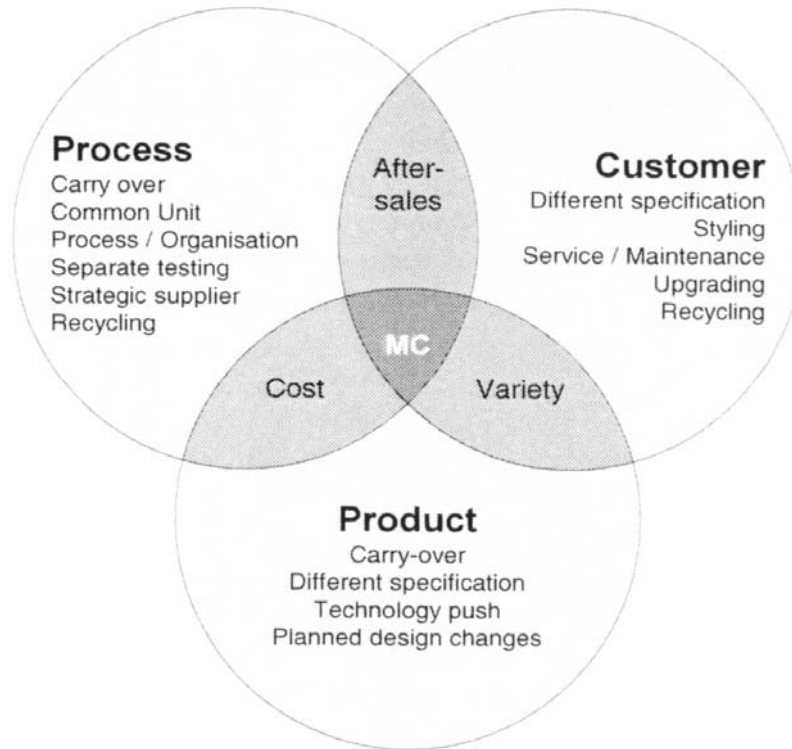 Process
Carry over
Common Unit
Process / Organisation
Separate testing
Strategic supplier
Recycling
After-
sales
Customer
Different specification
Styling
Service / Maintenance
Upgrading
Recycling
MC
Cost
Variety
Product
Carry-over
Different specification
Technology push
Planned design changes